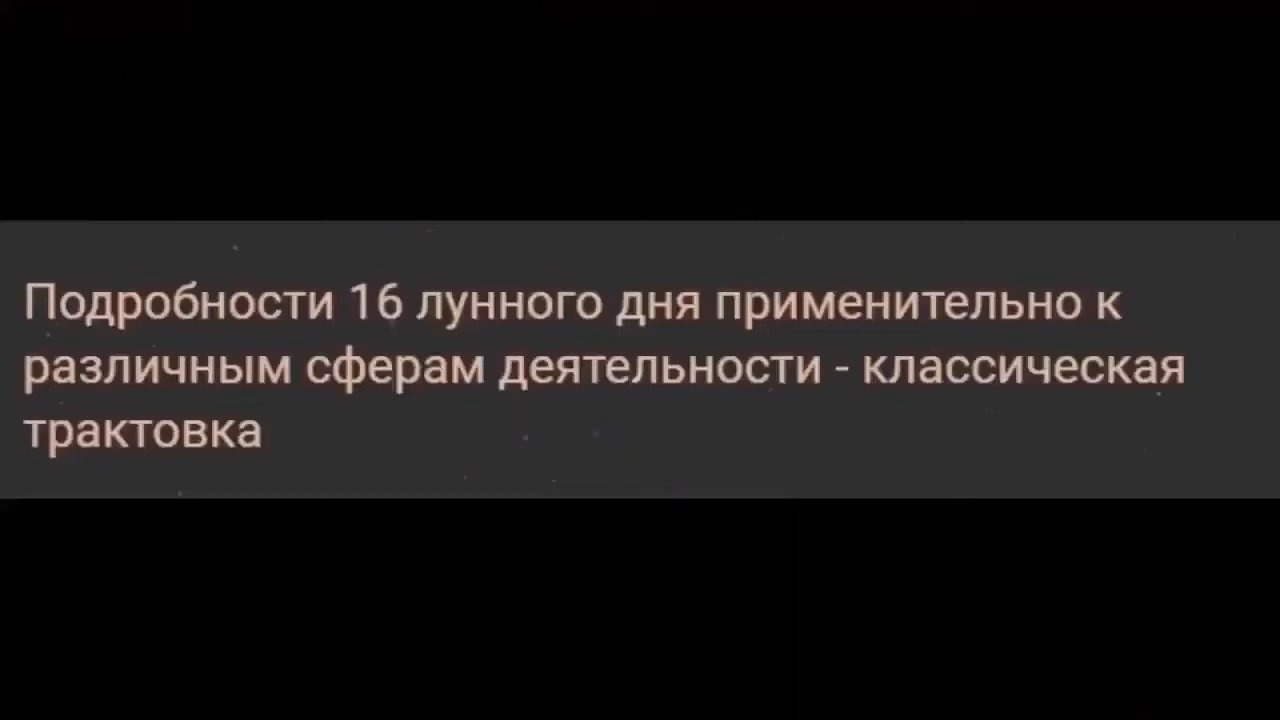 Подробности 16 лунного дня применительно к
различным сферам деятельности - классическая
трактовка